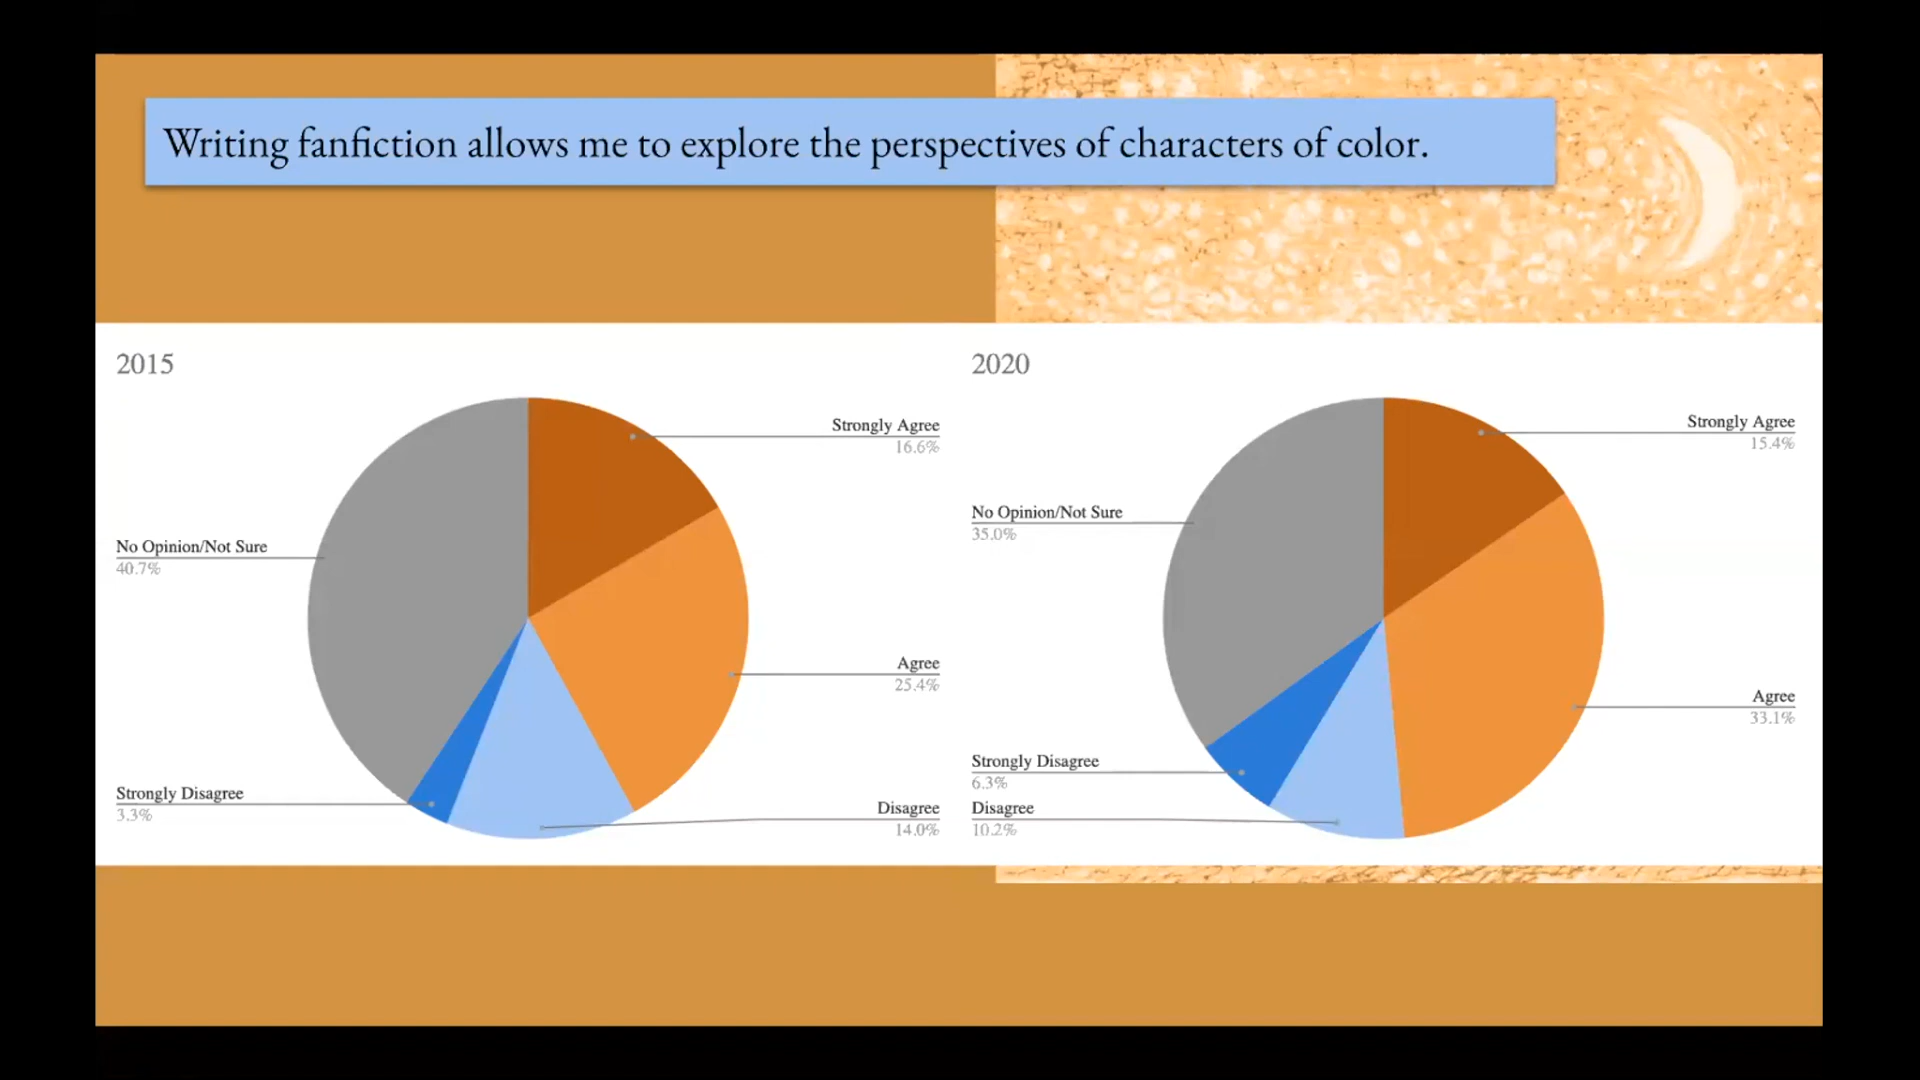 Writing fanfiction allows me to explore the perspectives of characters of color.
2015
Strongly Agree
16.6%
No Opinion/Not Sure
40.7%
Agree
25.4%
Strongly Disagree
3.3%
Disagree
14.0%
2020
Strongly Agree
15.4%
No Opinion/Not Sure
35.0%
Agree
33.1%
Strongly Disagree
6.3%
Disagree
10.2%